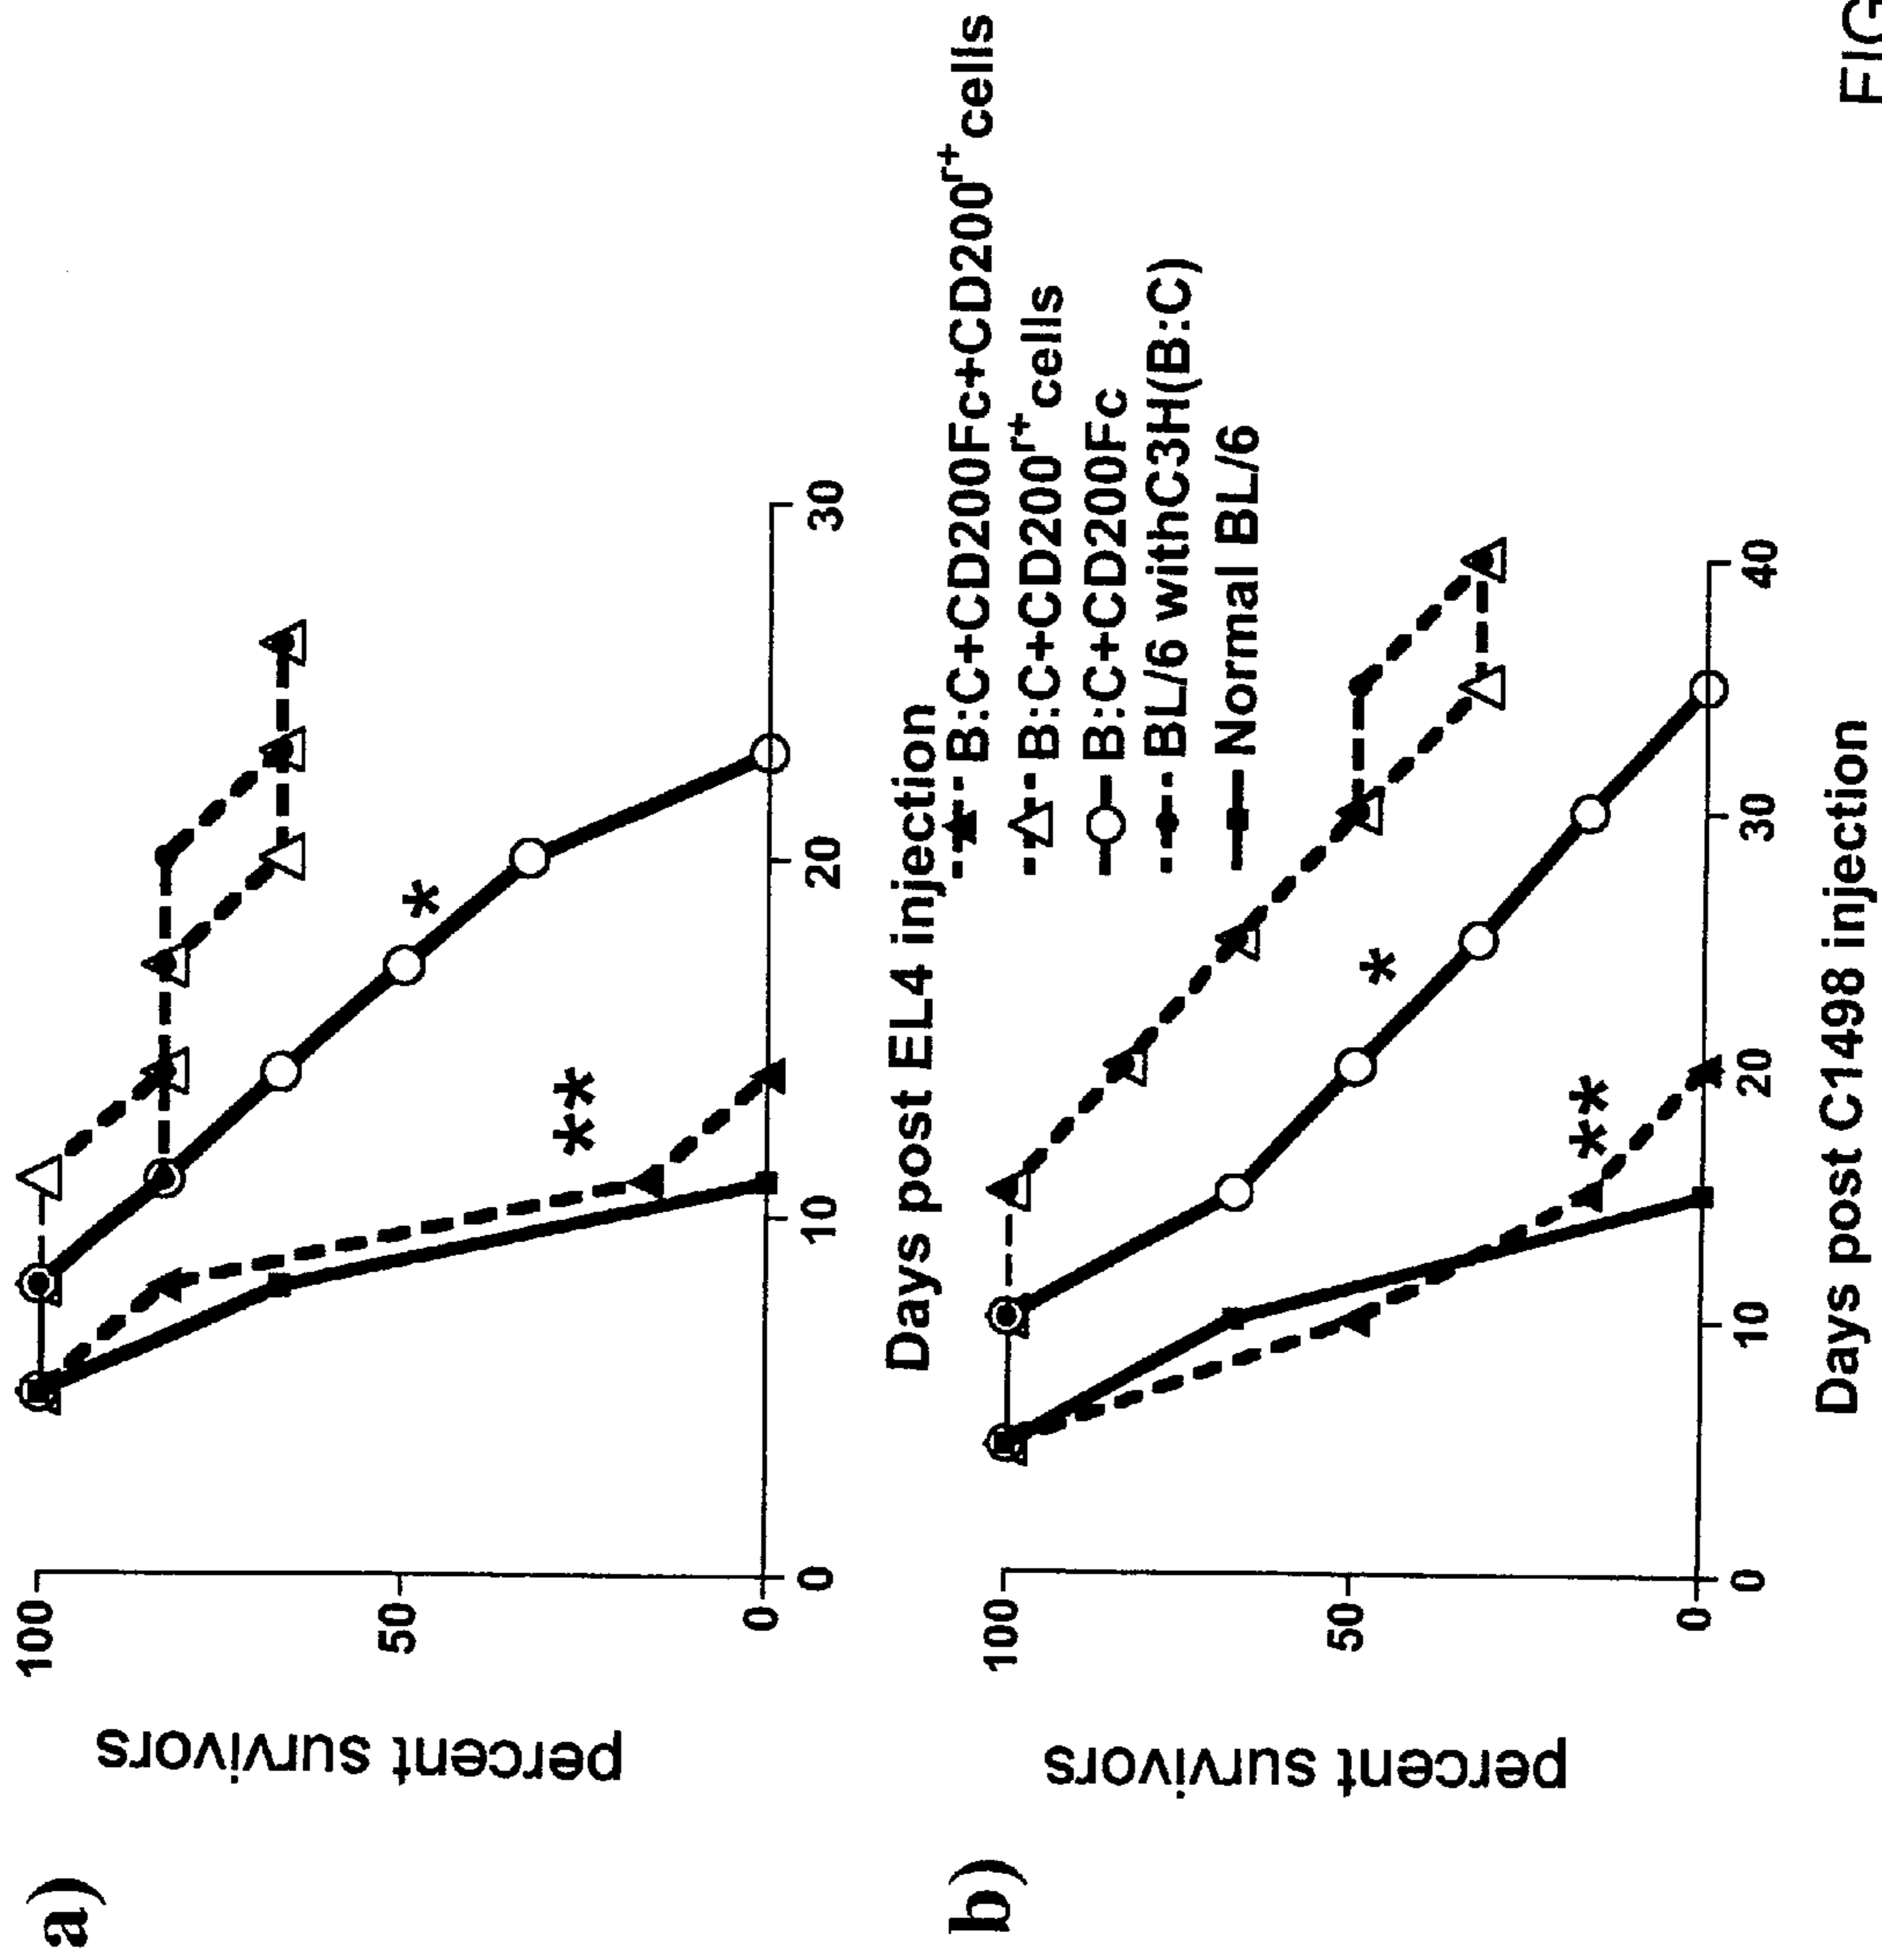 a)
percent survivors
100
50
0
0
10
20
30
*
**
Days post EL4 injection
B:C+CD200Fc+CD200r+cells
B:C+CD200r+cells
B:C+CD200Fc
BL/6 withC3H(B:C)
Normal BL/6
b)
percent survivors
100
50
0
0
10
20
30
40
*
**
Days post C1498 injection
FIG